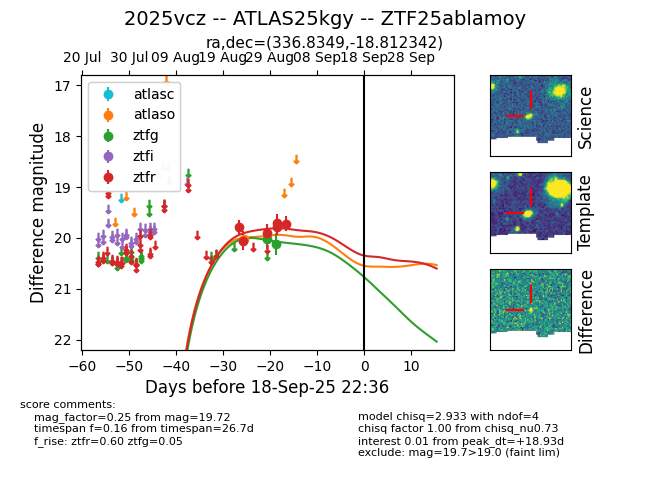 2025vcz -- ATLAS25kgy -- ZTF25ablamoy
ra,dec=(336.8349,-18.812342)
20 Jul 30 Jul 09 Aug 19 Aug 29 Aug 08 Sep 18 Sep 28 Sep
17
18
19
20
21
22
Difference magnitude
atlasc
atlaso
ztfg
ztfi
ztfr
−60 −50 −40 −30 −20 −10 0 10
Days before 18-Sep-25 22:36
Science
Template
Difference
score comments:
mag_factor=0.25 from mag=19.72
timespan f=0.16 from timespan=26.7d
f_rise: ztfr=0.60 ztfg=0.05
model chisq=2.933 with ndof=4
chisq factor 1.00 from chisq_nu0.73
interest 0.01 from peak_dt=+18.93d
exclude: mag=19.7>19.0 (faint lim)